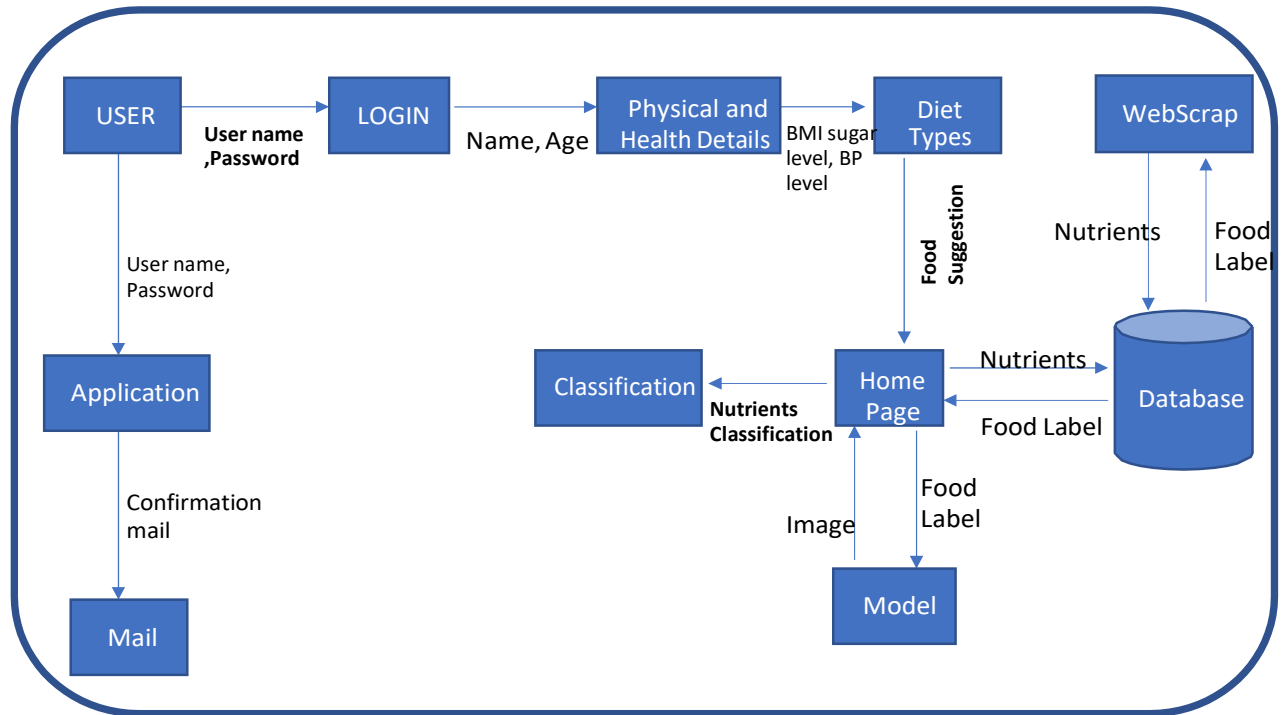 USER
User name
,Password
LOGIN
Name, Age
Physical and
Health Details
BMI sugar
level, BP
level
Diet
Types
WebScrap
User name,
Password
Food
Suggestion
Nutrients
Food
Label
Application
Classification
Nutrients
Classification
Home
Page
Nutrients
Food Label
Database
Confirmation
mail
Image
Food
Label
Mail
Model